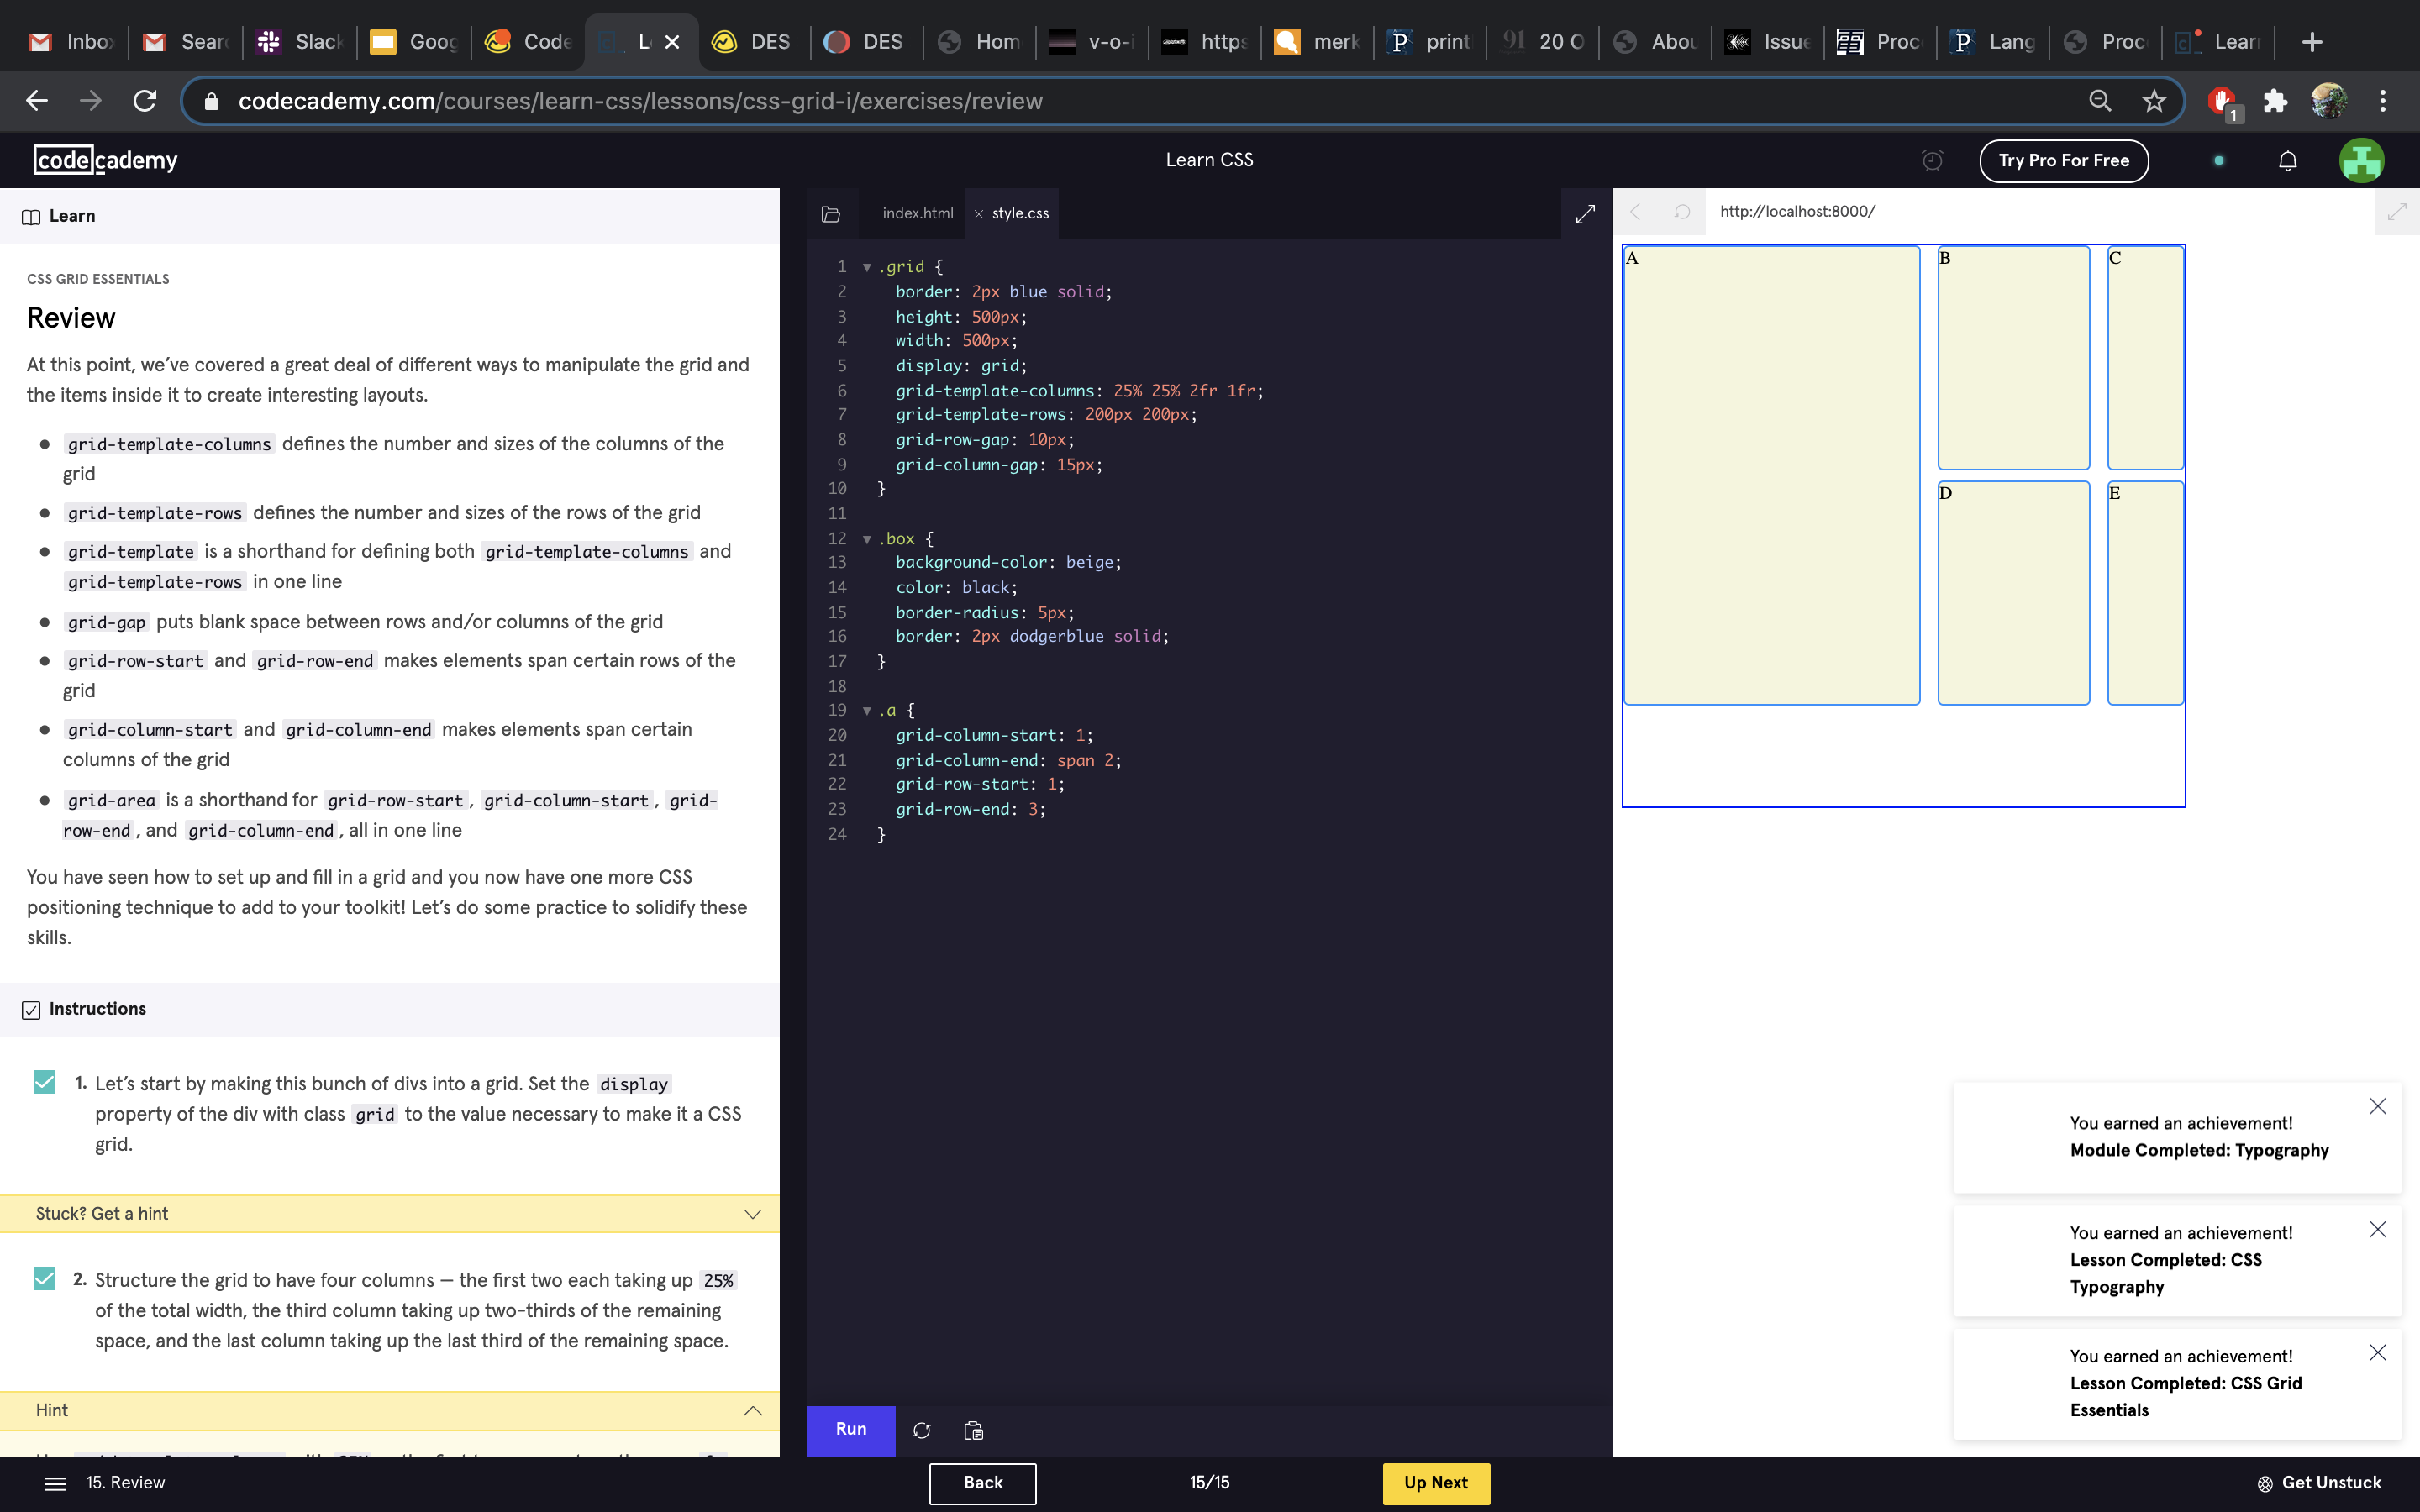 Inbo
Sear
Slack
Goog
Code
L
DES
DES
Hom
v-o-i
https
merk
print
91
20 O
Abou
Issue
Proc
Lang
Proc
Lear
codecademy.com/courses/learn-css/lessons/css-grid-i/exercises/review
1
codecademy
Learn CSS
Try Pro For Free
Learn
CSS GRID ESSENTIALS
Review
At this point, we've covered a great deal of different ways to manipulate the grid and
the items inside it to create interesting layouts.
grid-template-columns defines the number and sizes of the columns of the
grid
grid-template-rows defines the number and sizes of the rows of the grid
grid-template is a shorthand for defining both grid-template-columns and
grid-template-rows in one line
grid-gap puts blank space between rows and/or columns of the grid
grid-row-start and grid-row-end makes elements span certain rows of the
grid
grid-column-start and grid-column-end makes elements span certain
columns of the grid
grid-area is a shorthand for grid-row-start, grid-column-start, grid-
row-end, and grid-column-end, all in one line
You have seen how to set up and fill in a grid and you now have one more CSS
positioning technique to add to your toolkit! Let's do some practice to solidify these
skills.
Instructions
1. Let's start by making this bunch of divs into a grid. Set the display
property of the div with class grid to the value necessary to make it a CSS
grid.
Stuck? Get a hint
2. Structure the grid to have four columns — the first two each taking up 25%
of the total width, the third column taking up two-thirds of the remaining
space, and the last column taking up the last third of the remaining space.
Hint
index.html
style.css
1 .grid {
2 border: 2px blue solid;
3 height: 500px;
4 width: 500px;
5 display: grid;
6 grid-template-columns: 25% 25% 2fr 1fr;
7 grid-template-rows: 200px 200px;
8 grid-row-gap: 10px;
9 grid-column-gap: 15px;
10 }
11
12 .box {
13 background-color: beige;
14 color: black;
15 border-radius: 5px;
16 border: 2px dodgerblue solid;
17 }
18
19 .a {
20 grid-column-start: 1;
21 grid-column-end: span 2;
22 grid-row-start: 1;
23 grid-row-end: 3;
24 }
Run
http://localhost:8000/
A
B
C
D
E
You earned an achievement!
Module Completed: Typography
You earned an achievement!
Lesson Completed: CSS
Typography
You earned an achievement!
Lesson Completed: CSS Grid
Essentials
15. Review
Back
15/15
Up Next
Get Unstuck